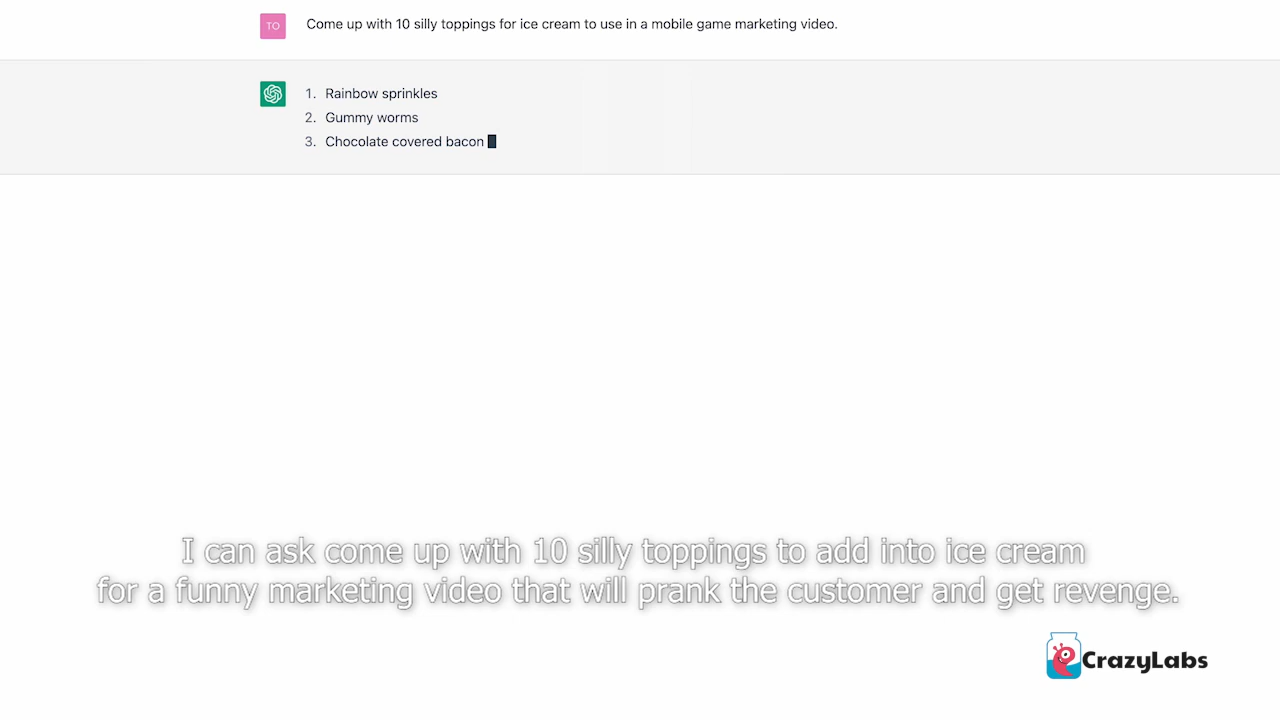 TO
Come up with 10 silly toppings for ice cream to use in a mobile game marketing video.
1. Rainbow sprinkles
2. Gummy worms
3. Chocolate covered bacon
I can ask come up with 10 silly toppings to add into ice cream
for a funny marketing video that will prank the customer and get revenge.
CrazyLabs